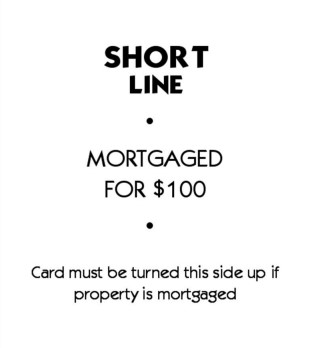 SHORT
LINE
•
MORTGAGED
FOR $100
•
Card must be turned this side up if
property is mortgaged